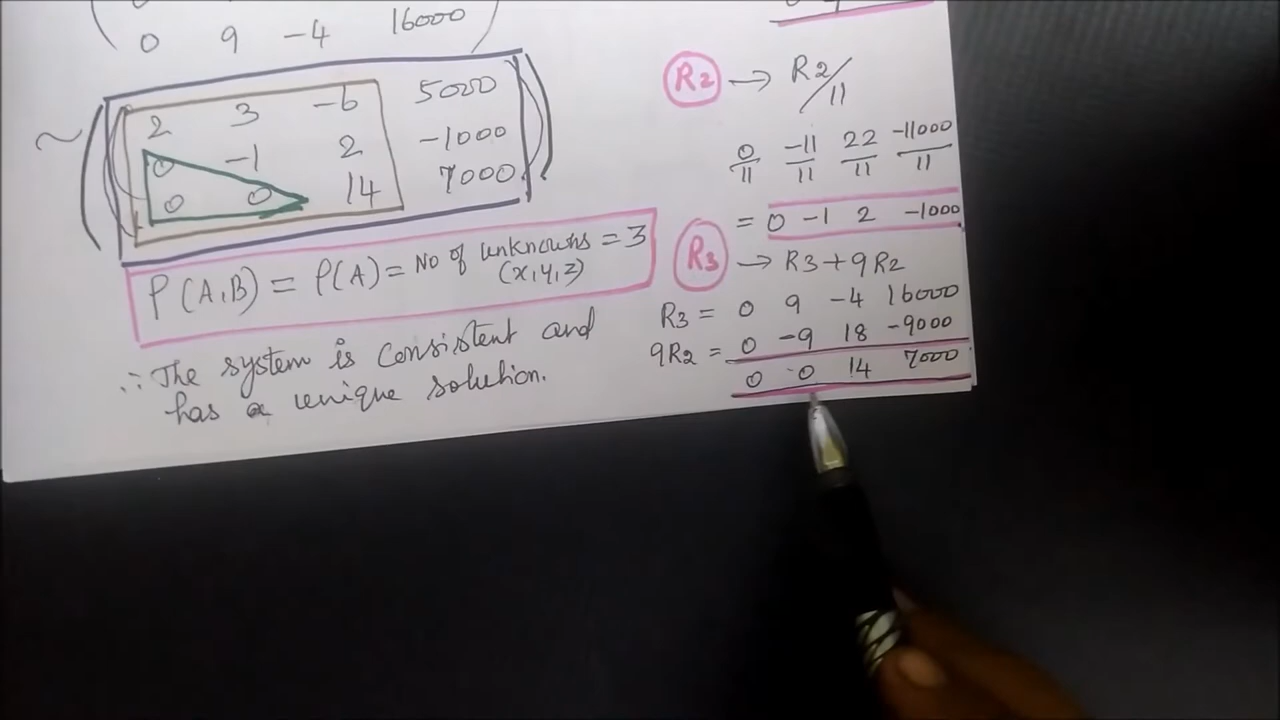 0 9 -4 16000
~ 2 3 -6 5000
0 -1 2 -1000
0 0 14 7000
ρ(A,B) = ρ(A) = No of unknowns = 3
(x,y,z)
∴ The system is consistent and
has a unique solution.
R2 → R2/11
0/11 -11/11 22/11 -11000/11
= 0 -1 2 -1000
R3 → R3+9R2
R3 = 0 9 -4 16000
9R2 = 0 -9 18 -9000
0 0 14 7000